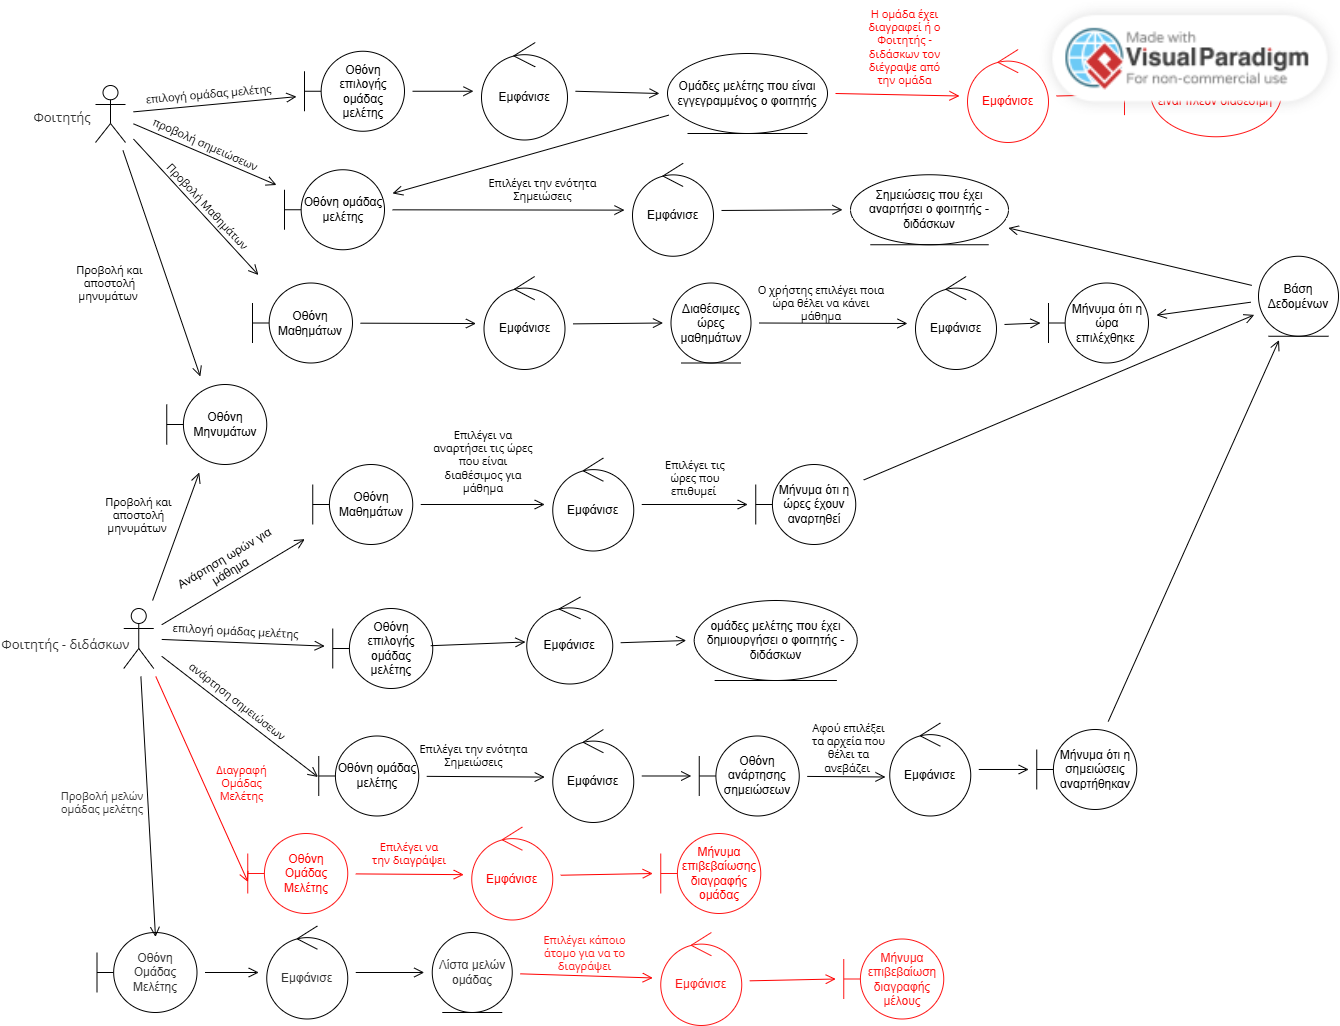 Η ομάδα έχει
διαγραφεί ή ο
Φοιτητής -
διδάσκων τον
διέγραψε από
την ομάδα
Made with
Visual Paradigm
For non-commercial use
Φοιτητής
επιλογή ομάδας μελέτης
Οθόνη
επιλογής
ομάδας
μελέτης
Εμφάνισε
Ομάδες μελέτης που είναι
εγγεγραμμένος ο φοιτητής
Εμφάνισε
είναι πλέον διαθέσιμη
προβολή σημειώσεων
Οθόνη ομάδας
μελέτης
Επιλέγει την ενότητα
Σημειώσεις
Εμφάνισε
Σημειώσεις που έχει
αναρτήσει ο φοιτητής -
διδάσκων
Προβολή Μαθημάτων
Προβολή και
αποστολή
μηνυμάτων
Οθόνη
Μαθημάτων
Εμφάνισε
Διαθέσιμες
ώρες
μαθημάτων
Ο χρήστης επιλέγει ποια
ώρα θέλει να κάνει
μάθημα
Εμφάνισε
Μήνυμα ότι η
ώρα
επιλέχθηκε
Βάση
Δεδομένων
Οθόνη
Μηνυμάτων
Προβολή και
αποστολή
μηνυμάτων
Ανάρτηση ωρών για
μάθημα
Οθόνη
Μαθημάτων
Επιλέγει να
αναρτήσει τις ώρες
που είναι
διαθέσιμος για
μάθημα
Εμφάνισε
Επιλέγει τις
ώρες που
επιθυμεί
Μήνυμα ότι η
ώρες έχουν
αναρτηθεί
Φοιτητής - διδάσκων
επιλογή ομάδας μελέτης
Οθόνη
επιλογής
ομάδας
μελέτης
Εμφάνισε
ομάδες μελέτης που έχει
δημιουργήσει ο φοιτητής -
διδάσκων
ανάρτηση σημειώσεων
Οθόνη ομάδας
μελέτης
Επιλέγει την ενότητα
Σημειώσεις
Εμφάνισε
Οθόνη
ανάρτησης
σημειώσεων
Αφού επιλέξει
τα αρχεία που
θέλει τα
ανεβάζει
Εμφάνισε
Μήνυμα ότι η
σημειώσεις
αναρτήθηκαν
Διαγραφή
Ομάδας
Μελέτης
Προβολή μελών
ομάδας μελέτης
Οθόνη
Ομάδας
Μελέτης
Επιλέγει να
την διαγράψει
Εμφάνισε
Μήνυμα
επιβεβαίωσης
διαγραφής
ομάδας
Οθόνη
Ομάδας
Μελέτης
Εμφάνισε
Λίστα μελών
ομάδας
Επιλέγει κάποιο
άτομο για να το
διαγράψει
Εμφάνισε
Μήνυμα
επιβεβαίωση
διαγραφής
μέλους